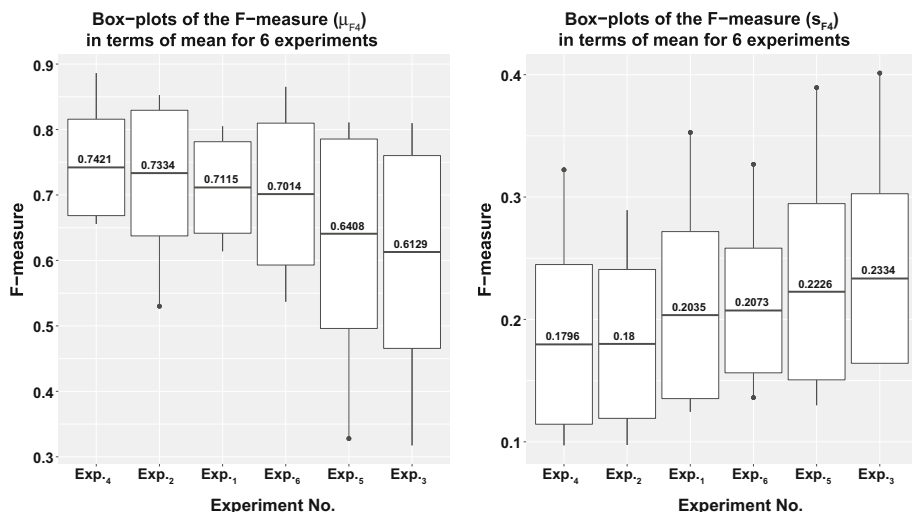 Box−plots of the F−measure (μF4)
in terms of mean for 6 experiments
F−measure
0.9
0.8
0.7
0.6
0.5
0.4
0.3
0.7421
0.7334
0.7115
0.7014
0.6408
0.6129
Exp.4 Exp.2 Exp.1 Exp.6 Exp.5 Exp.3
Experiment No.
Box−plots of the F−measure (sF4)
in terms of mean for 6 experiments
F−measure
0.4
0.3
0.2
0.1
0.1796
0.18
0.2035
0.2073
0.2226
0.2334
Exp.4 Exp.2 Exp.1 Exp.6 Exp.5 Exp.3
Experiment No.